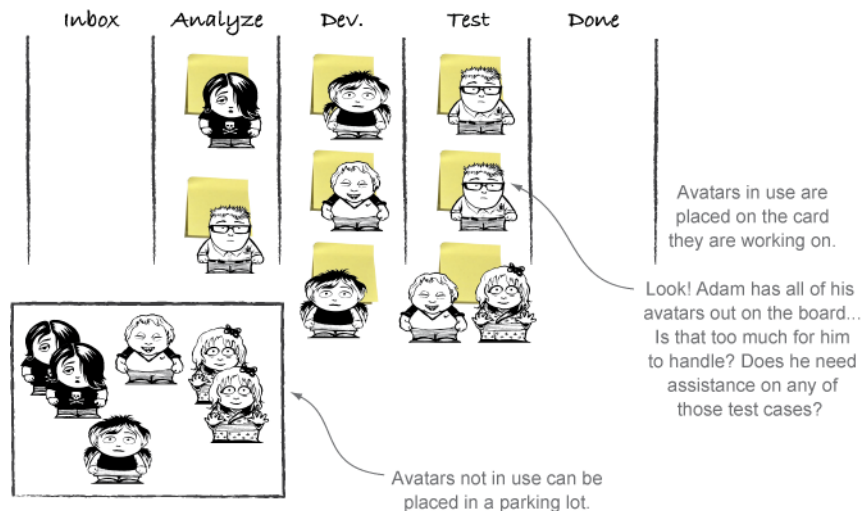 Inbox
Analyze
Dev.
Test
Done
Avatars in use are
placed on the card
they are working on.
Look! Adam has all of his
avatars out on the board...
Is that too much for him
to handle? Does he need
assistance on any of
those test cases?
Avatars not in use can be
placed in a parking lot.